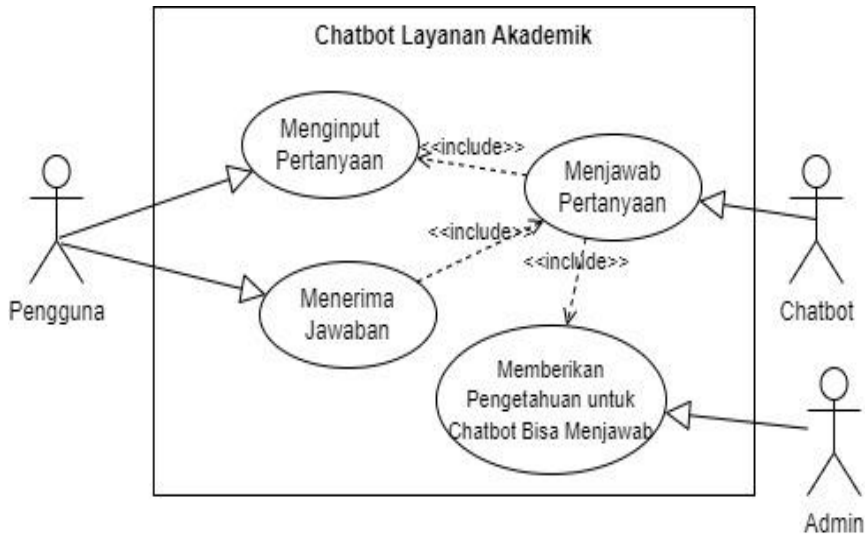 Chatbot Layanan Akademik
Menginput
Pertanyaan
<<include>>
Menjawab
Pertanyaan
<<include>>
<<include>>
Pengguna
Menerima
Jawaban
Chatbot
Memberikan
Pengetahuan untuk
Chatbot Bisa Menjawab
Admin